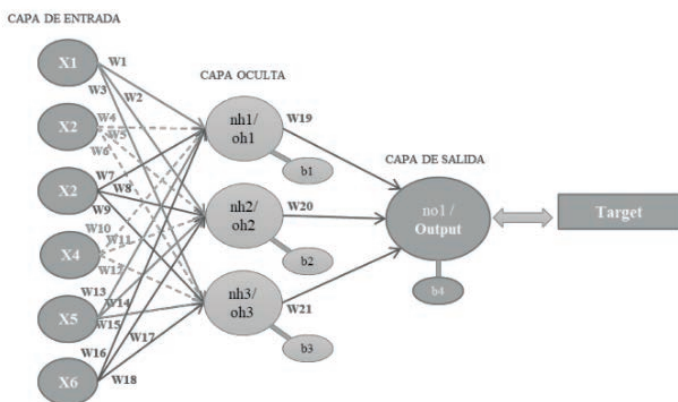 CAPA DE ENTRADA
X1
X2
X2
X4
X5
X6
W1
W2
W3
W4
W5
W6
W7
W8
W9
W10
W11
W12
W13
W14
W15
W16
W17
W18
CAPA OCULTA
nh1/
oh1
b1
nh2/
oh2
b2
nh3/
oh3
b3
W19
W20
W21
CAPA DE SALIDA
no1/
Output
b4
Target